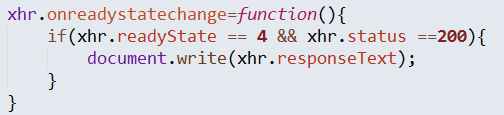 xhr.onreadystatechange=function(){
    if(xhr.readyState == 4 && xhr.status ==200){
        document.write(xhr.responseText);
    }
}